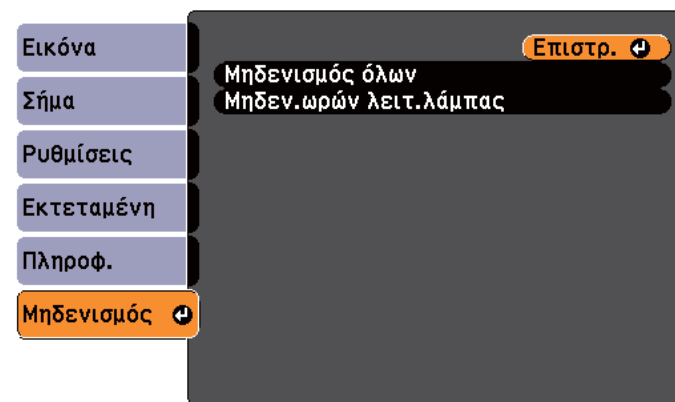 Εικόνα
Σήμα
Ρυθμίσεις
Εκτεταμένη
Πληροφ.
Μηδενισμός
Επιστρ.
Μηδενισμός όλων
Μηδεν.ωρών λειτ.λάμπας